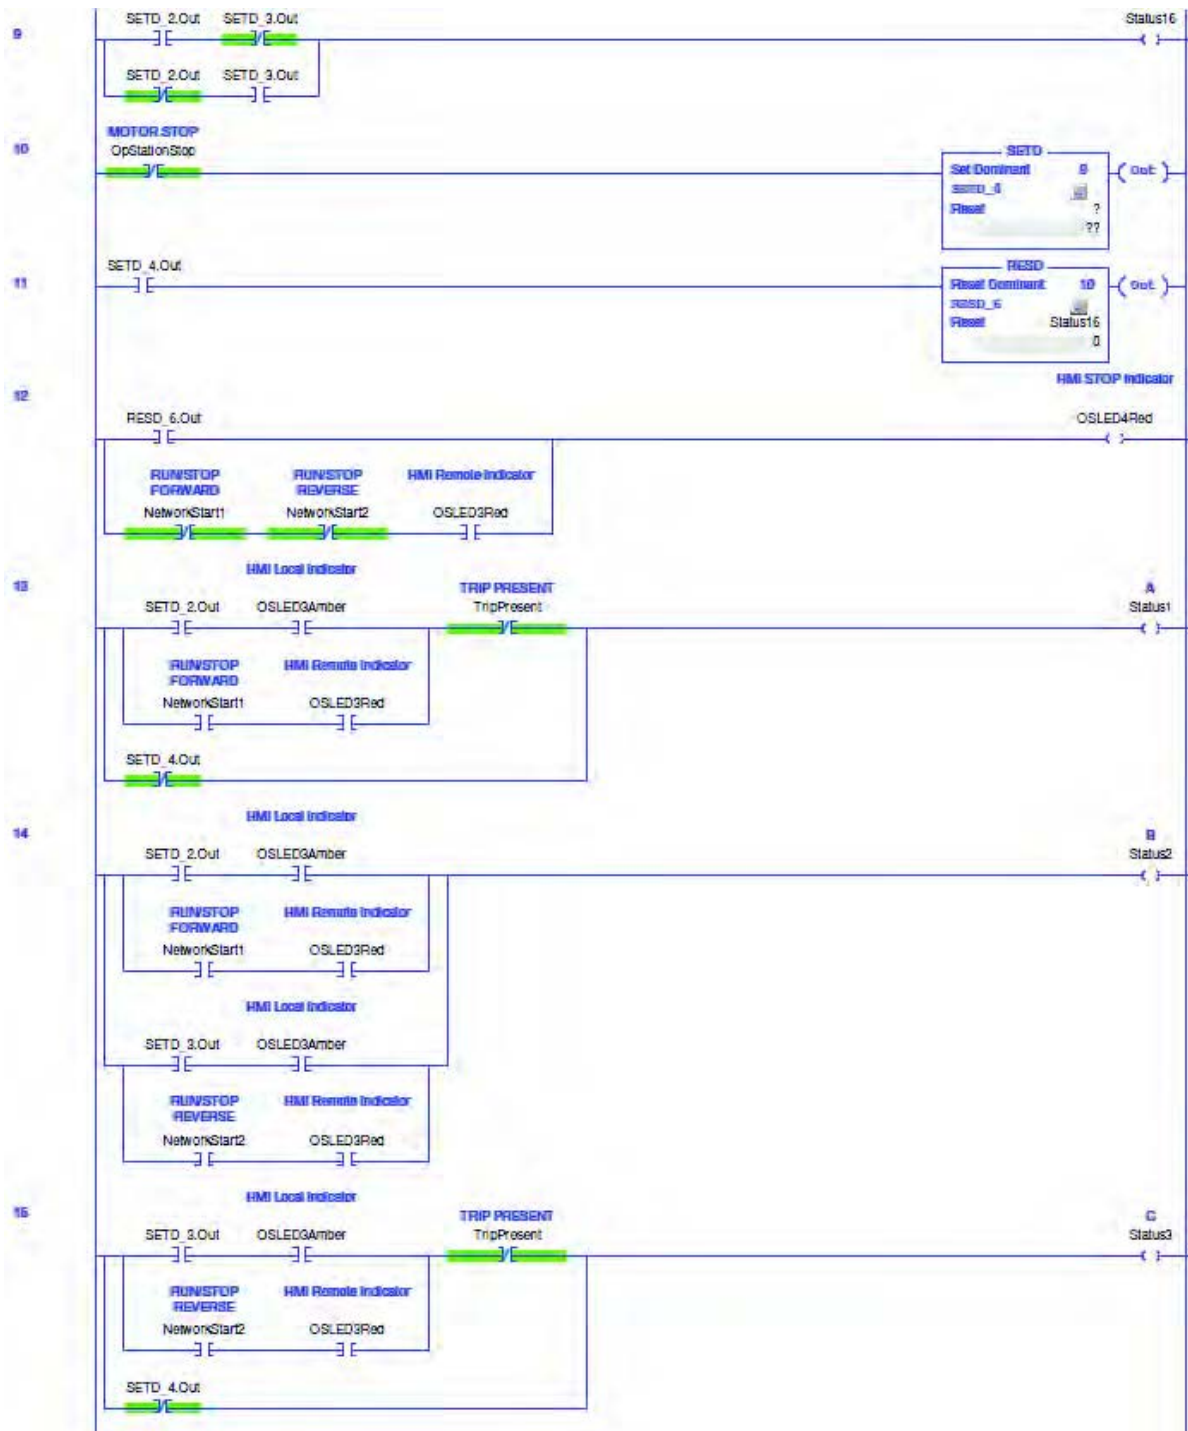 SETD_2.Out SETD_3.Out Status16
9
SETD_2.Out SETD_3.Out
MOTOR STOP
10 OpStationStop SETD
Set Dominant 9 Out
SETD_4
Reset ?
??
SETD_4.Out RESD
11 Reset Dominant 10 Out
RESD_6
Reset Status16
0
HMI STOP Indicator
12
RESD_6.Out OSLED4Red
RUN/STOP RUN/STOP HMI Remote Indicator
FORWARD REVERSE
NetworkStart1 NetworkStart2 OSLED3Red
HMI Local Indicator
13 TRIP PRESENT A
SETD_2.Out OSLED3Amber TripPresent Status1
RUN/STOP HMI Remote Indicator
FORWARD
NetworkStart1 OSLED3Red
SETD_4.Out
HMI Local Indicator
14 B
SETD_2.Out OSLED3Amber Status2
RUN/STOP HMI Remote Indicator
FORWARD
NetworkStart1 OSLED3Red
HMI Local Indicator
SETD_3.Out OSLED3Amber
RUN/STOP HMI Remote Indicator
REVERSE
NetworkStart2 OSLED3Red
HMI Local Indicator
15 TRIP PRESENT C
SETD_3.Out OSLED3Amber TripPresent Status3
RUN/STOP HMI Remote Indicator
REVERSE
NetworkStart2 OSLED3Red
SETD_4.Out